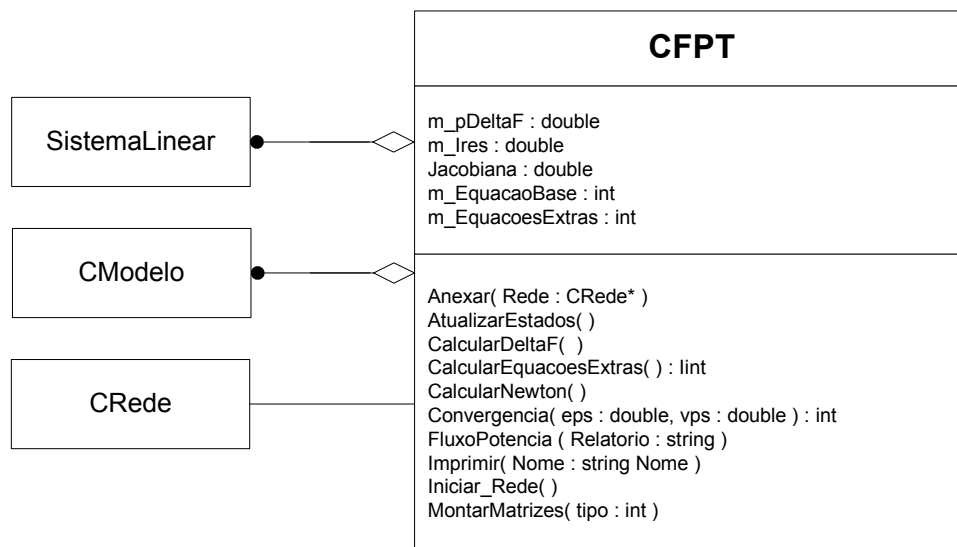 CFPT
SistemaLinear
m_pDeltaF : double
m_Ires : double
Jacobiana : double
m_EquacaoBase : int
m_EquacoesExtras : int
CModelo
Anexar( Rede : CRede* )
AtualizarEstados( )
CalcularDeltaF(  )
CalcularEquacoesExtras( ) : Iint
CalcularNewton( )
Convergencia( eps : double, vps : double ) : int
FluxoPotencia ( Relatorio : string )
Imprimir( Nome : string Nome )
Iniciar_Rede( )
MontarMatrizes( tipo : int )
CRede